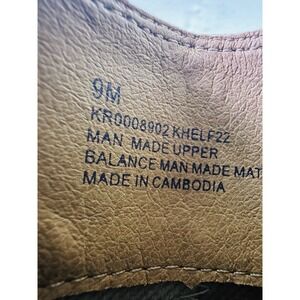 9M
KR0008902 KHELF22
MAN MADE UPPER
BALANCE MAN MADE MAT
MADE IN CAMBODIA